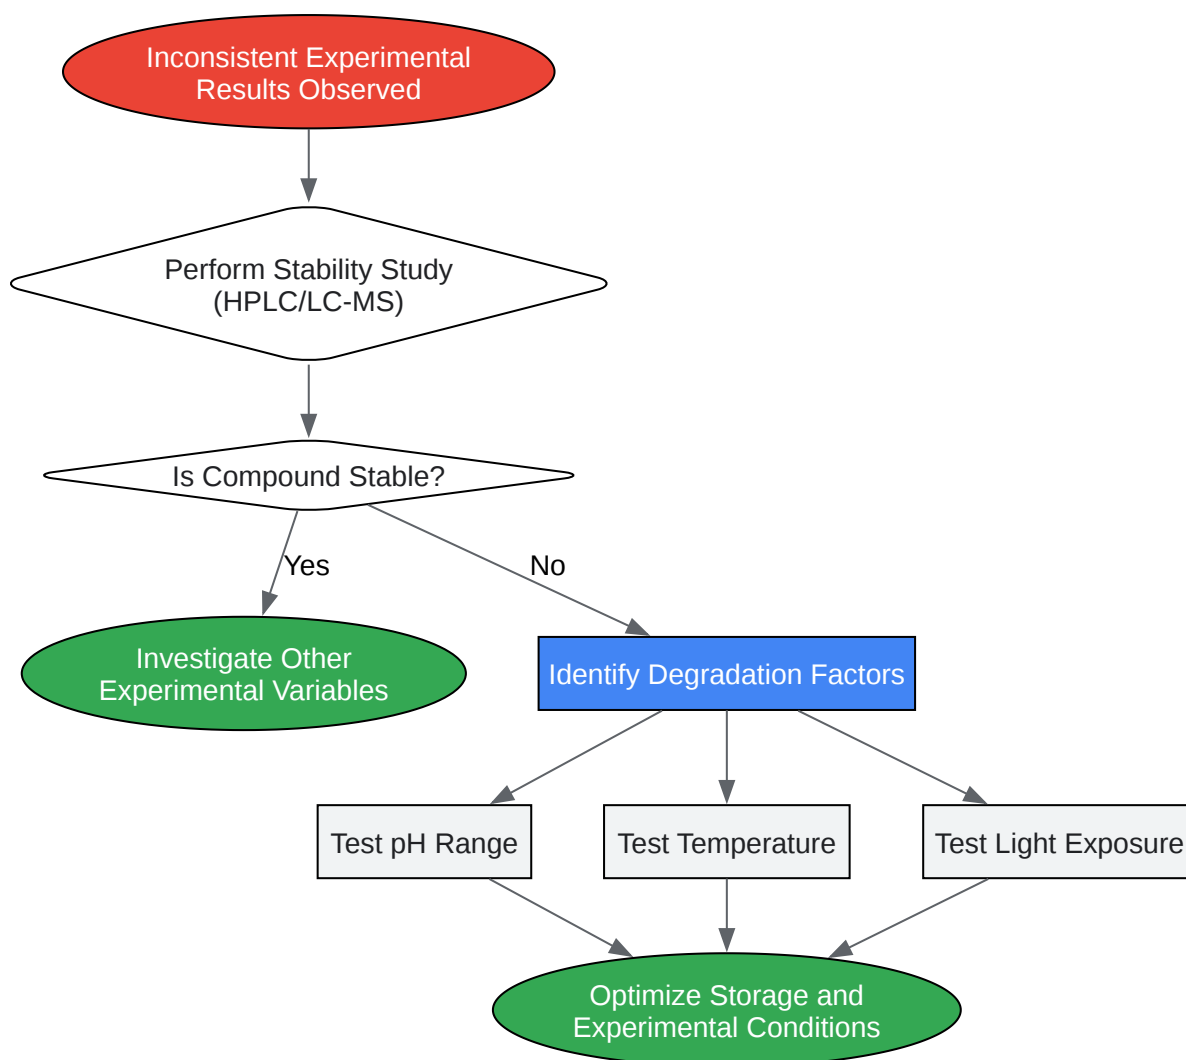 Inconsistent Experimental
Results Observed
Perform Stability Study
(HPLC/LC-MS)
Is Compound Stable?
Yes
No
Investigate Other
Experimental Variables
Identify Degradation Factors
Test pH Range
Test Temperature
Test Light Exposure
Optimize Storage and
Experimental Conditions